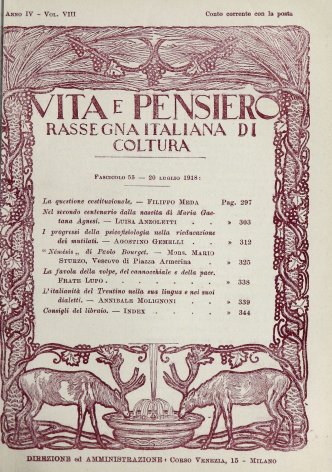 Anno IV - Vol. VIII Conto corrente con la posta
VITA E PENSIERO
RASSEGNA ITALIANA DI
COLTURA
Fascicolo 55 — 20 luglio 1918:
La questione costituzionale. — Filippo Meda Pag. 297
Nel secondo centenario dalla nascita di Maria Gae-
tana Agnesi. — Luisa Anzoletti . . » 303
I progressi della psicofisiologia nella rieducazione
dei mutilati. — Agostino Gemelli . . » 312
"Némésis„ di Paolo Bourget. — Mons. Mario
Sturzo, Vescovo di Piazza Armerina » 325
La favola della volpe, del cannocchiale e della pace.
Frate Lupo . . . . . . » 338
L'italianità del Trentino nella sua lingua e nei suoi
dialetti. — Annibale Molignoni . . » 339
Consigli del libraio. — Index . . . . » 344
DIREZIONE ed AMMINISTRAZIONE: Corso Venezia, 15 - Milano